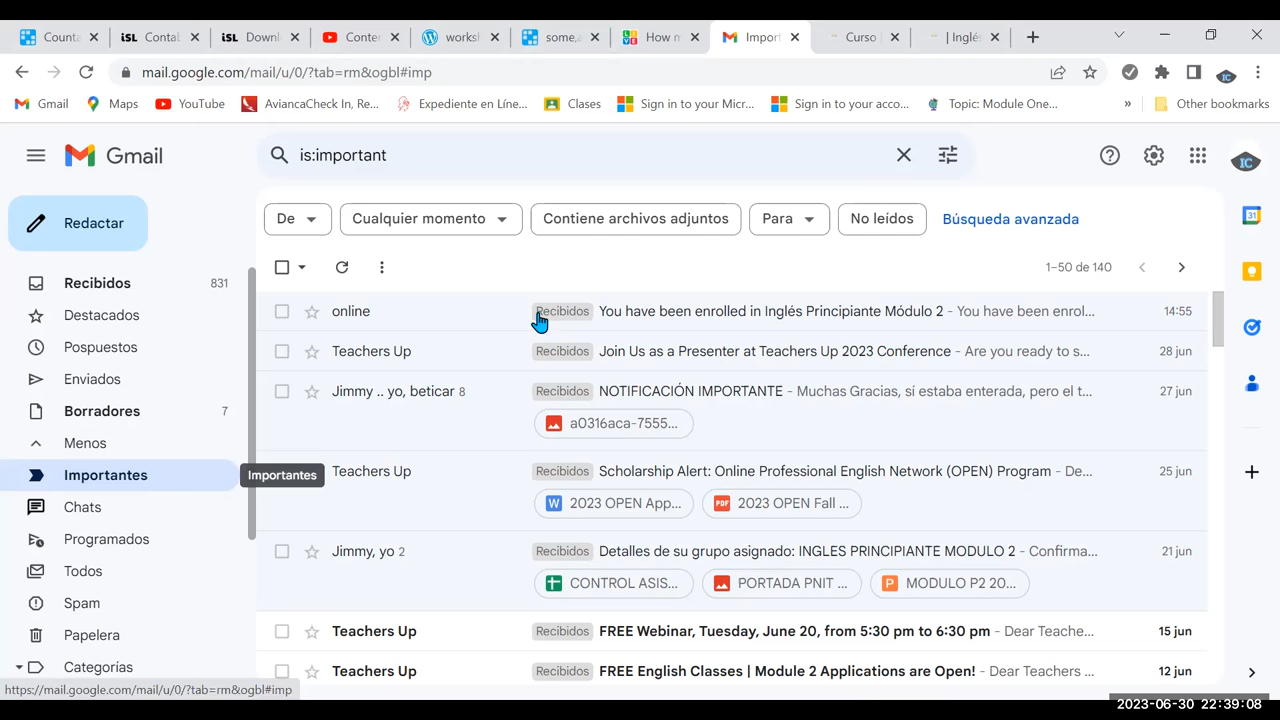 Counta
iSL Contab
iSL Downl
Conter
works
some,a
How m
Import
Curso |
| Inglés
mail.google.com/mail/u/0/?tab=rm&ogbl#imp
Gmail
Maps
YouTube
AviancaCheck In, Re...
Expediente en Líne...
Clases
Sign in to your Micr...
Sign in to your acco...
Topic: Module One...
»
Other bookmarks
Gmail
is:important
IC
Redactar
De
Cualquier momento
Contiene archivos adjuntos
Para
No leídos
Búsqueda avanzada
1–50 de 140
Recibidos 831
Destacados
Pospuestos
Enviados
Borradores 7
Menos
Importantes
Chats
Programados
Todos
Spam
Papelera
Categorías
Importantes
online Recibidos You have been enrolled in Inglés Principiante Módulo 2 - You have been enrol... 14:55
Teachers Up Recibidos Join Us as a Presenter at Teachers Up 2023 Conference - Are you ready to s... 28 jun
Jimmy .. yo, beticar 8 Recibidos NOTIFICACIÓN IMPORTANTE - Muchas Gracias, sí estaba enterada, pero el t... 27 jun
a0316aca-7555...
Teachers Up Recibidos Scholarship Alert: Online Professional English Network (OPEN) Program - De... 25 jun
W 2023 OPEN App... PDF 2023 OPEN Fall ...
Jimmy, yo 2 Recibidos Detalles de su grupo asignado: INGLES PRINCIPIANTE MODULO 2 - Confirma... 21 jun
CONTROL ASIS... PORTADA PNIT ... P MODULO P2 20...
Teachers Up Recibidos FREE Webinar, Tuesday, June 20, from 5:30 pm to 6:30 pm - Dear Teache... 15 jun
Teachers Up Recibidos FREE English Classes | Module 2 Applications are Open! - Dear Teachers ... 12 jun
31
https://mail.google.com/mail/u/0/?tab=rm&ogbl#imp
2023-06-30 22:39:08